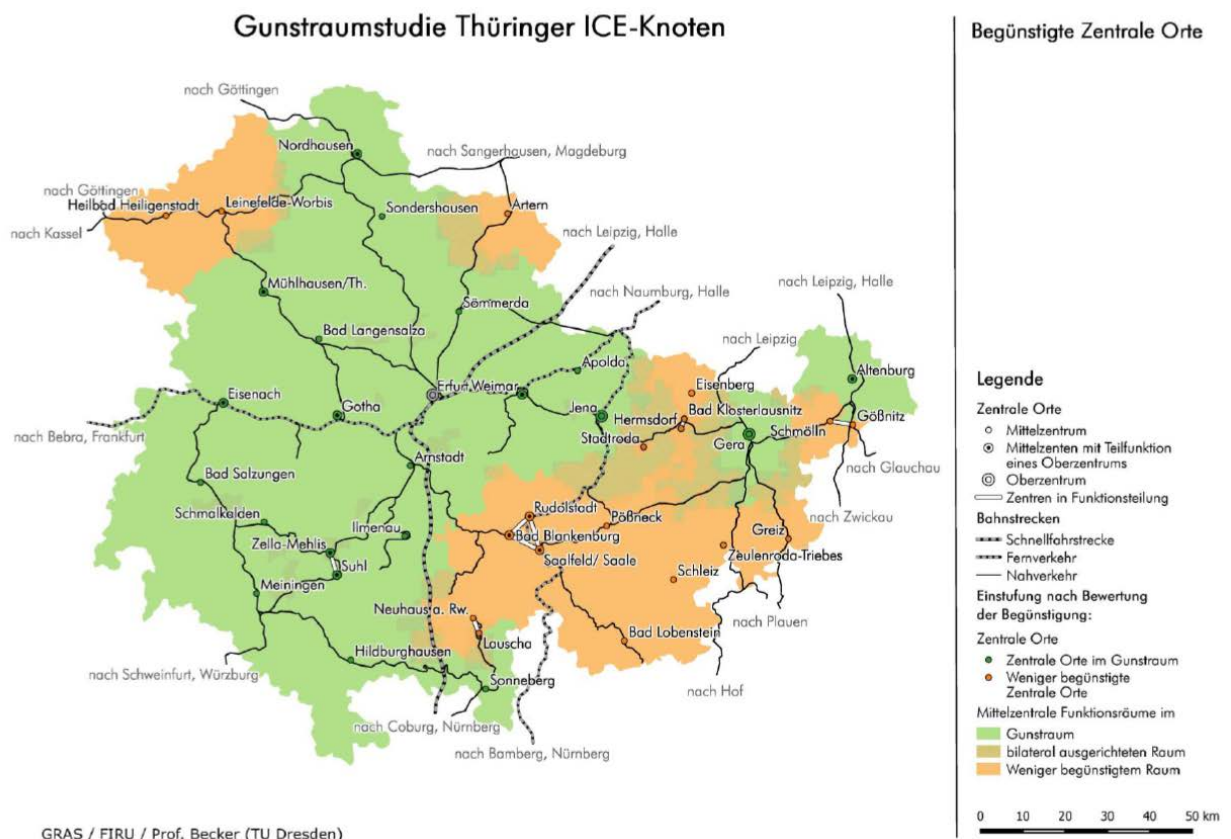 Gunstraumstudie Thüringer ICE-Knoten
Begünstigte Zentrale Orte
nach Göttingen
Nordhausen
nach Sangerhausen, Magdeburg
nach Göttingen
Heilbad Heiligenstadt
Leinefelde-Worbis
Sondershausen
Artern
nach Kassel
nach Leipzig, Halle
nach Leipzig, Halle
Mühlhausen/Th.
nach Naumburg, Halle
Sömmerda
Bad Langensalza
nach Leipzig
Apolda
Altenburg
Eisenach
Erfurt
Weimar
Eisenberg
Gotha
Jena
Hermsdorf
Bad Klosterlausnitz
Gößnitz
nach Bebra, Frankfurt
Stadtroda
Gera
Schmölln
Arnstadt
nach Glauchau
Bad Salzungen
Rudolstadt
nach Zwickau
Schmalkalden
Ilmenau
Pößneck
Greiz
Zella-Mehlis
Bad Blankenburg
Zeulenroda-Triebes
Suhl
Saalfeld/ Saale
Schleiz
Meiningen
Neuhaus a. Rw.
nach Plauen
Lauscha
Bad Lobenstein
Hildburghausen
nach Schweinfurt, Würzburg
Sonneberg
nach Hof
nach Coburg, Nürnberg
nach Bamberg, Nürnberg
Legende
Zentrale Orte
Mittelzentrum
Mittelzenten mit Teilfunktion
eines Oberzentrums
Oberzentrum
Zentren in Funktionsteilung
Bahnstrecken
Schnellfahrstrecke
Fernverkehr
Nahverkehr
Einstufung nach Bewertung
der Begünstigung:
Zentrale Orte
Zentrale Orte im Gunstraum
Weniger begünstigte
Zentrale Orte
Mittelzentrale Funktionsräume im
Gunstraum
bilateral ausgerichteten Raum
Weniger begünstigtem Raum
0 10 20 30 40 50 km
GRAS / FIRU / Prof. Becker (TU Dresden)